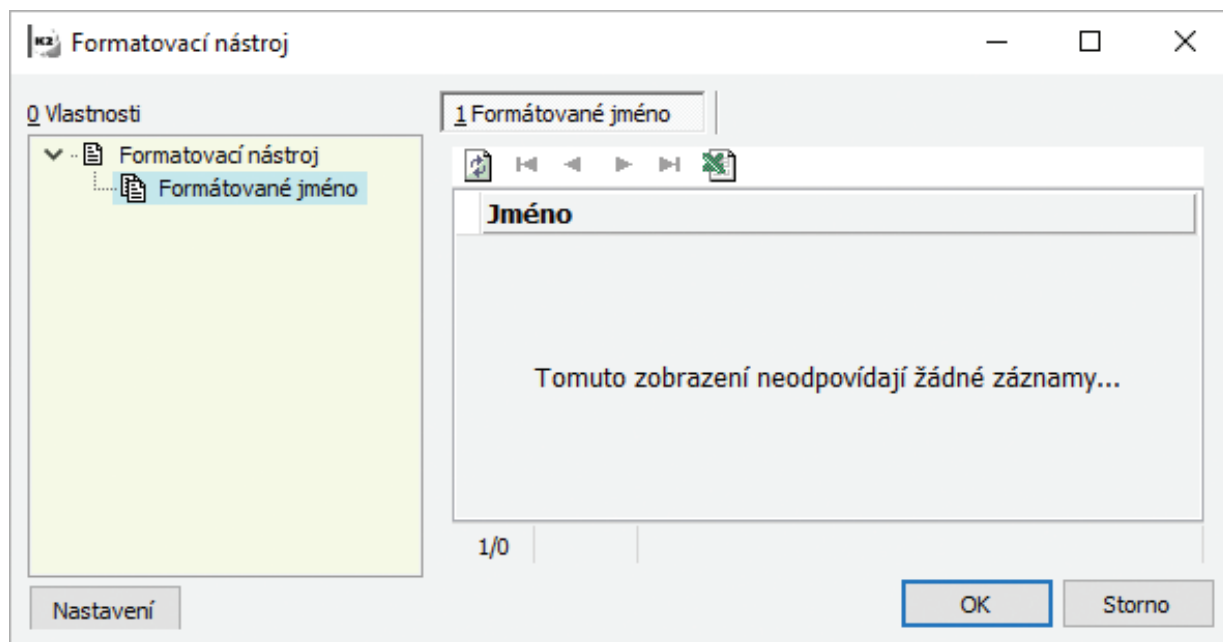 K2 Formatovací nástroj
0 Vlastnosti
Formatovací nástroj
Formátované jméno
1 Formátované jméno
Jméno
Tomuto zobrazení neodpovídají žádné záznamy...
1/0
Nastavení
OK
Storno